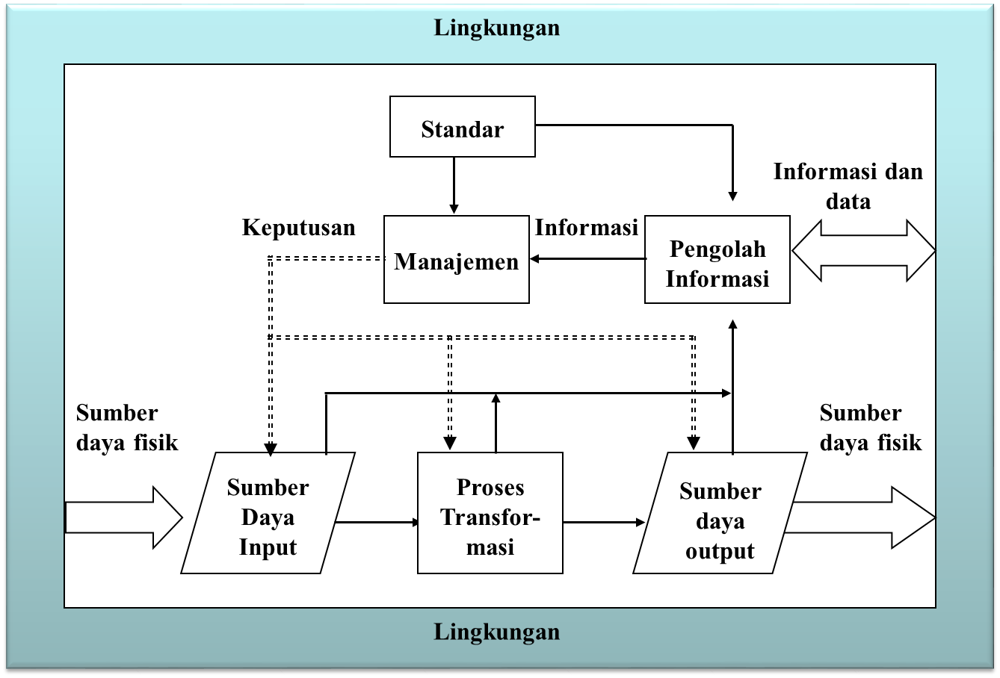 Lingkungan
Standar
Informasi dan
data
Keputusan
Informasi
Manajemen
Pengolah
Informasi
Sumber
daya fisik
Sumber
daya fisik
Sumber
Daya
Input
Proses
Transfor-
masi
Sumber
daya
output
Lingkungan